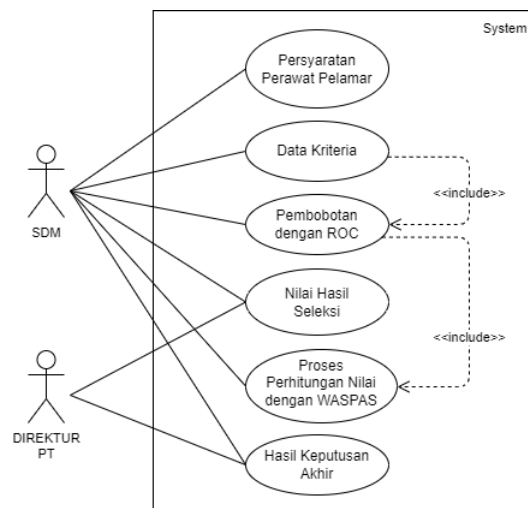 System
Persyaratan
Perawat Pelamar
Data Kriteria
<<include>>
SDM
Pembobotan
dengan ROC
Nilai Hasil
Seleksi
<<include>>
Proses
Perhitungan Nilai
dengan WASPAS
DIREKTUR
PT
Hasil Keputusan
Akhir